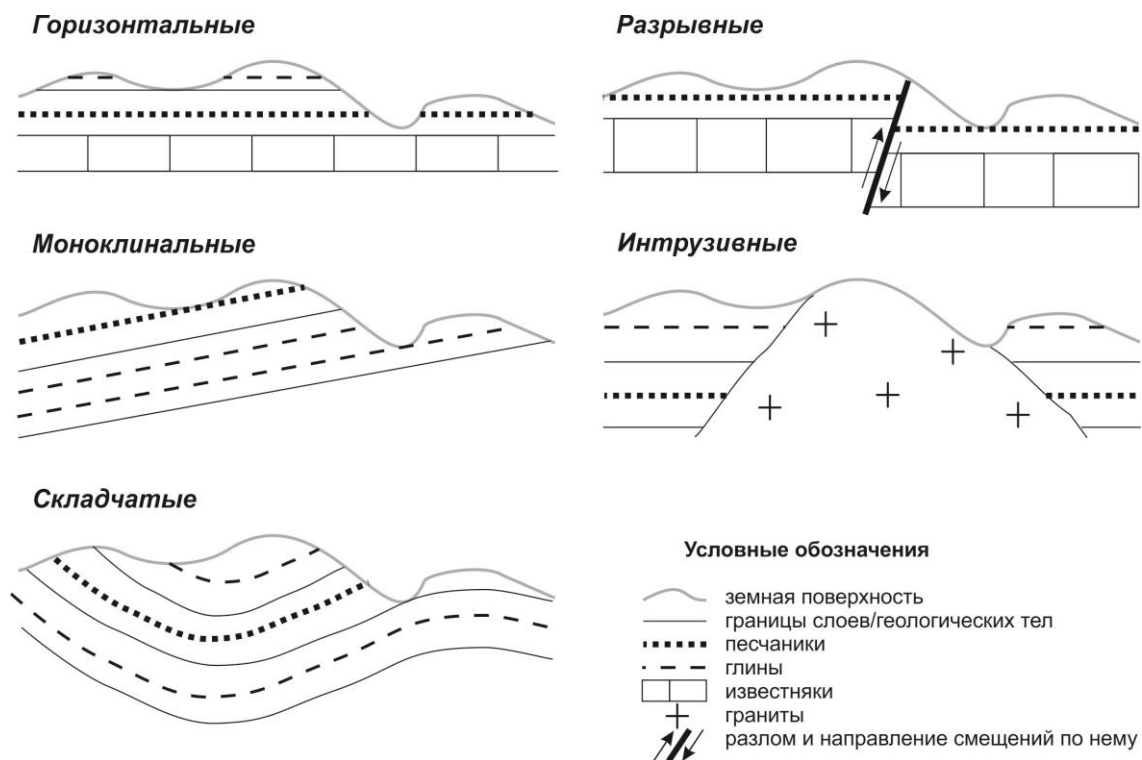 Горизонтальные
Разрывные
Моноклинальные
Интрузивные
Складчатые
Условные обозначения
земная поверхность
границы слоев/геологических тел
песчаники
глины
известняки
граниты
разлом и направление смещений по нему